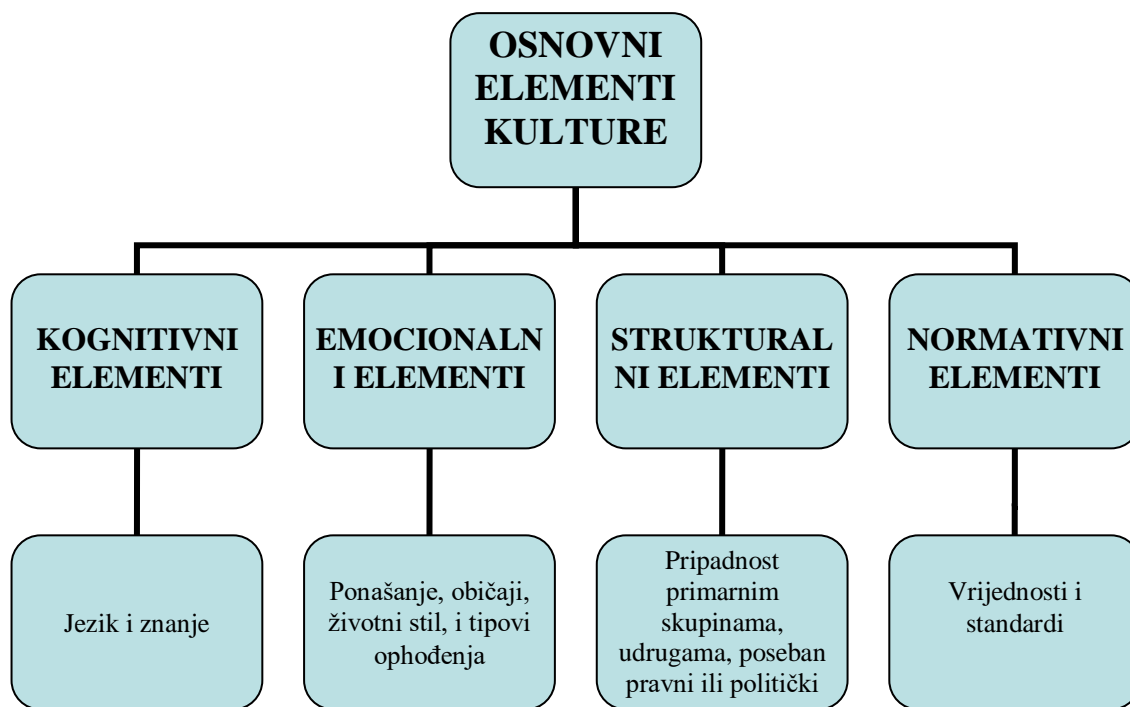 OSNOVNI
ELEMENTI
KULTURE
KOGNITIVNI
ELEMENTI
EMOCIONALN
I ELEMENTI
STRUKTURAL
NI ELEMENTI
NORMATIVNI
ELEMENTI
Jezik i znanje
Ponašanje, običaji,
životni stil, i tipovi
ophođenja
Pripadnost
primarnim
skupinama,
udrugama, poseban
pravni ili politički
Vrijednosti i
standardi